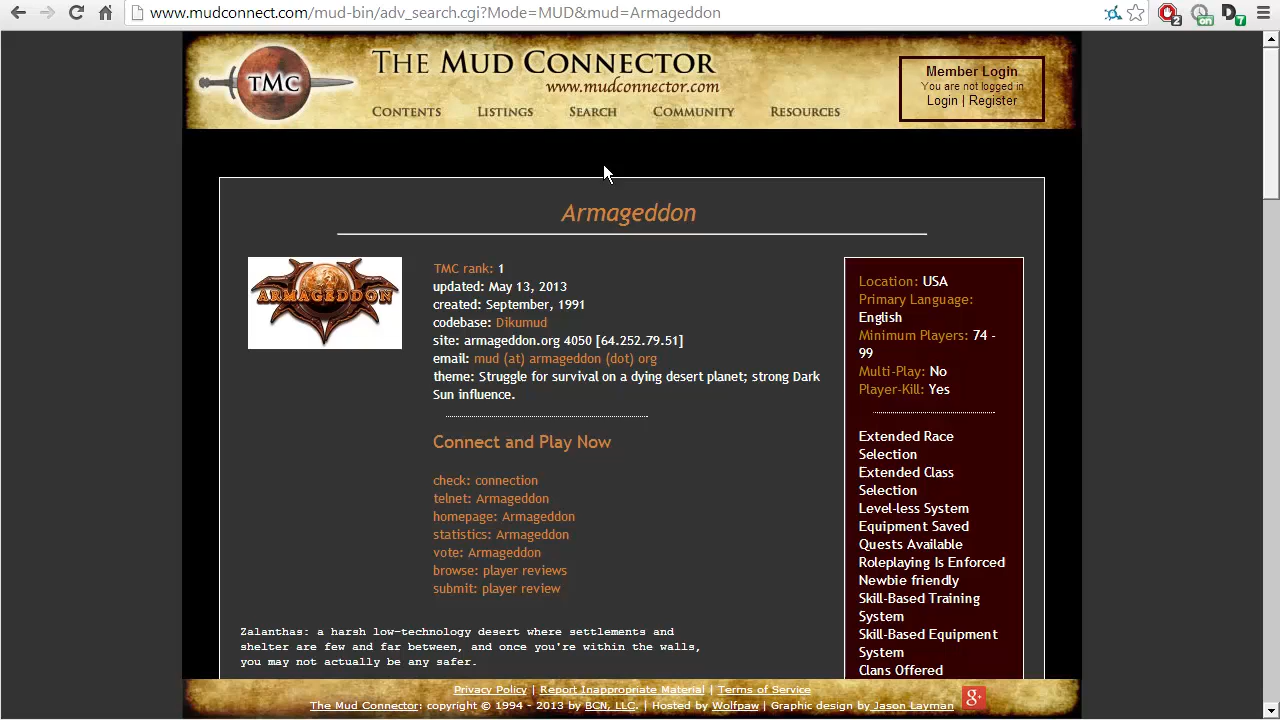 www.mudconnect.com/mud-bin/adv_search.cgi?Mode=MUD&mud=Armageddon
2
on
7
TMC
THE MUD CONNECTOR
www.mudconnector.com
CONTENTS LISTINGS SEARCH COMMUNITY RESOURCES
Member Login
You are not logged in
Login | Register
Armageddon
ARMAGEDDON
TMC rank: 1
updated: May 13, 2013
created: September, 1991
codebase: Dikumud
site: armageddon.org 4050 [64.252.79.51]
email: mud (at) armageddon (dot) org
theme: Struggle for survival on a dying desert planet; strong Dark
Sun influence.
Connect and Play Now
check: connection
telnet: Armageddon
homepage: Armageddon
statistics: Armageddon
vote: Armageddon
browse: player reviews
submit: player review
Zalanthas: a harsh low-technology desert where settlements and
shelter are few and far between, and once you're within the walls,
you may not actually be any safer.
Location: USA
Primary Language:
English
Minimum Players: 74 -
99
Multi-Play: No
Player-Kill: Yes
Extended Race
Selection
Extended Class
Selection
Level-less System
Equipment Saved
Quests Available
Roleplaying Is Enforced
Newbie friendly
Skill-Based Training
System
Skill-Based Equipment
System
Clans Offered
Privacy Policy | Report Inappropriate Material | Terms of Service
The Mud Connector: copyright © 1994 - 2013 by BCN, LLC. | Hosted by Wolfpaw | Graphic design by Jason Layman
g+